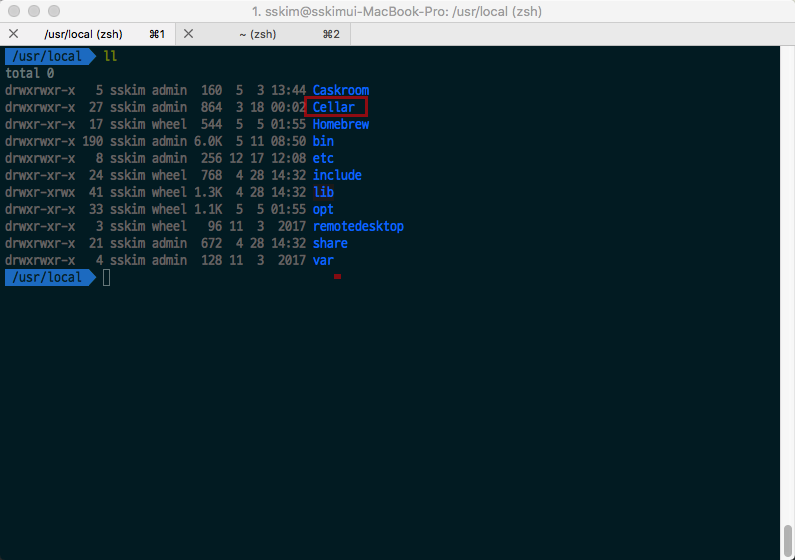 1. sskim@sskimui-MacBook-Pro: /usr/local (zsh)
/usr/local (zsh) ⌘1 ~ (zsh) ⌘2
/usr/local ll
total 0
drwxrwxr-x 5 sskim admin 160 5 3 13:44 Caskroom
drwxrwxr-x 27 sskim admin 864 3 18 00:02 Cellar
drwxr-xr-x 17 sskim wheel 544 5 5 01:55 Homebrew
drwxrwxr-x 190 sskim admin 6.0K 5 11 08:50 bin
drwxrwxr-x 8 sskim admin 256 12 17 12:08 etc
drwxrwxr-x 24 sskim wheel 768 4 28 14:32 include
drwxr-xrwx 41 sskim wheel 1.3K 4 28 14:32 lib
drwxrwxr-x 33 sskim wheel 1.1K 5 5 01:55 opt
drwxr-xr-x 3 sskim wheel 96 11 3 2017 remotedesktop
drwxrwxr-x 21 sskim admin 672 4 28 14:32 share
drwxrwxr-x 4 sskim admin 128 11 3 2017 var
/usr/local